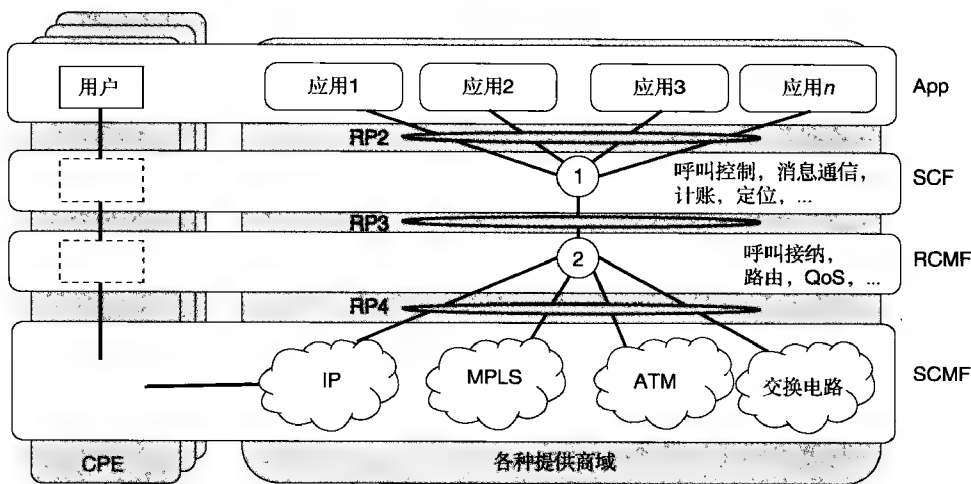 用户
应用1
应用2
应用3
应用n
App
RP2
1
呼叫控制，消息通信，
计账，定位，...
SCF
RP3
2
呼叫接纳，
路由，QoS，...
RCMF
RP4
IP
MPLS
ATM
交换电路
SCMF
CPE
各种提供商域